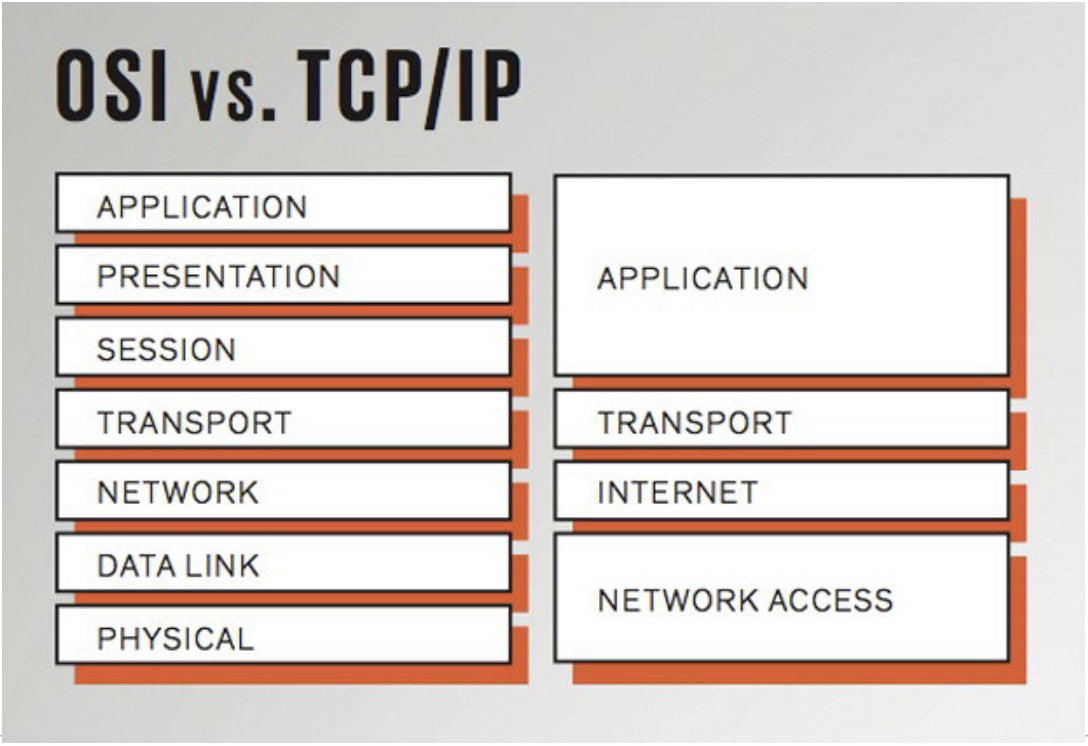 OSI vs. TCP/IP
APPLICATION
PRESENTATION
SESSION
TRANSPORT
NETWORK
DATA LINK
PHYSICAL
APPLICATION
TRANSPORT
INTERNET
NETWORK ACCESS